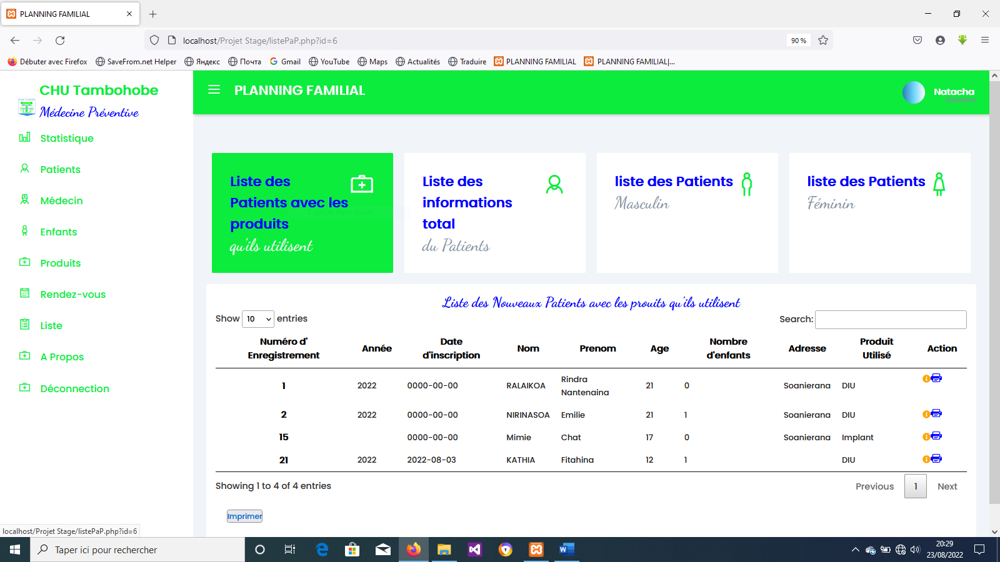 PLANNING FAMILIAL
localhost/Projet Stage/listePaP.php?id=6
90 %
Débuter avec Firefox
SaveFrom.net Helper
Яндекс
Почта
Gmail
YouTube
Maps
Actualités
Traduire
PLANNING FAMILIAL
PLANNING FAMILIAL|...
CHU Tambohobe
Médecine Préventive
Statistique
Patients
Médecin
Enfants
Produits
Rendez-vous
Liste
A Propos
Déconnection
PLANNING FAMILIAL
Natacha
Liste des
Patients avec les
produits
qu'ils utilisent
Capture Plein écran
Liste des
informations
total
du Patients
liste des Patients
Masculin
liste des Patients
Féminin
Liste des Nouveaux Patients avec les prouits qu'ils utilisent
Show 10 entries
Search:
Numéro d' Enregistrement Année Date d'inscription Nom Prenom Age Nombre d'enfants Adresse Produit Utilisé Action
1 2022 0000-00-00 RALAIKOA Rindra Nantenaina 21 0 Soanierana DIU
2 2022 0000-00-00 NIRINASOA Emilie 21 1 Soanierana DIU
15 0000-00-00 Mimie Chat 17 0 Soanierana Implant
21 2022 2022-08-03 KATHIA Fitahina 12 1 DIU
Showing 1 to 4 of 4 entries
Previous 1 Next
Imprimer
localhost/Projet Stage/listePaP.php?id=6
Taper ici pour rechercher
20:29
23/08/2022